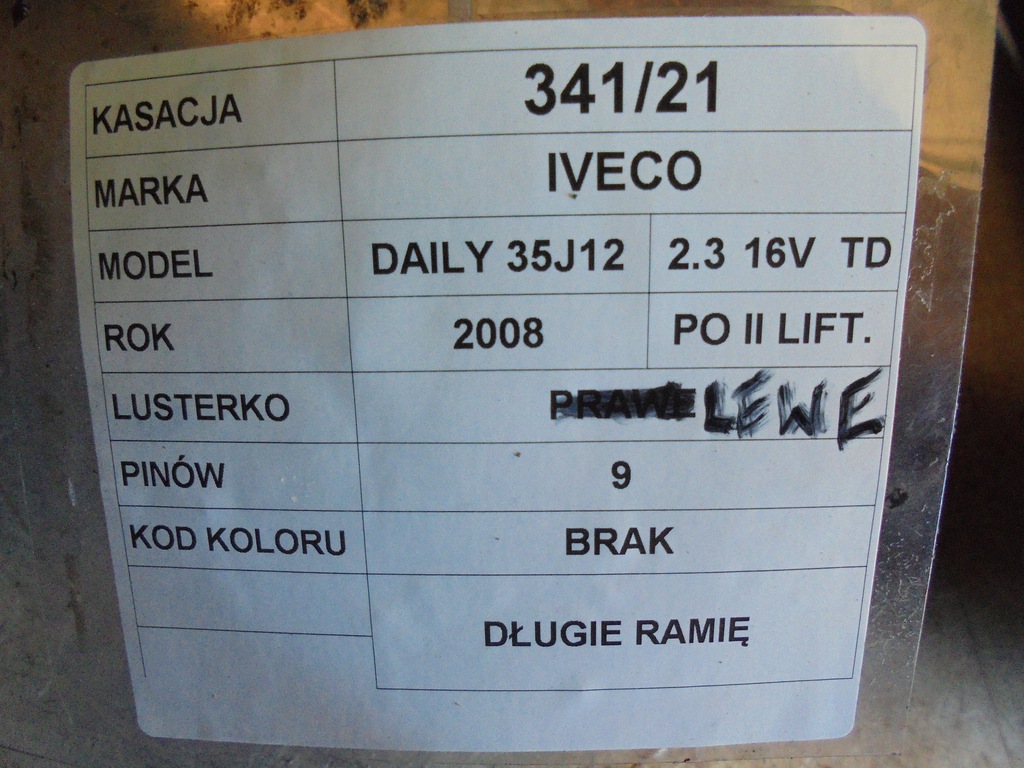 KASACJA 341/21
MARKA IVECO
MODEL DAILY 35J12 2.3 16V TD
ROK 2008 PO II LIFT.
LUSTERKO PRAWE LEWE
PINÓW 9
KOD KOLORU BRAK
DŁUGIE RAMIĘ